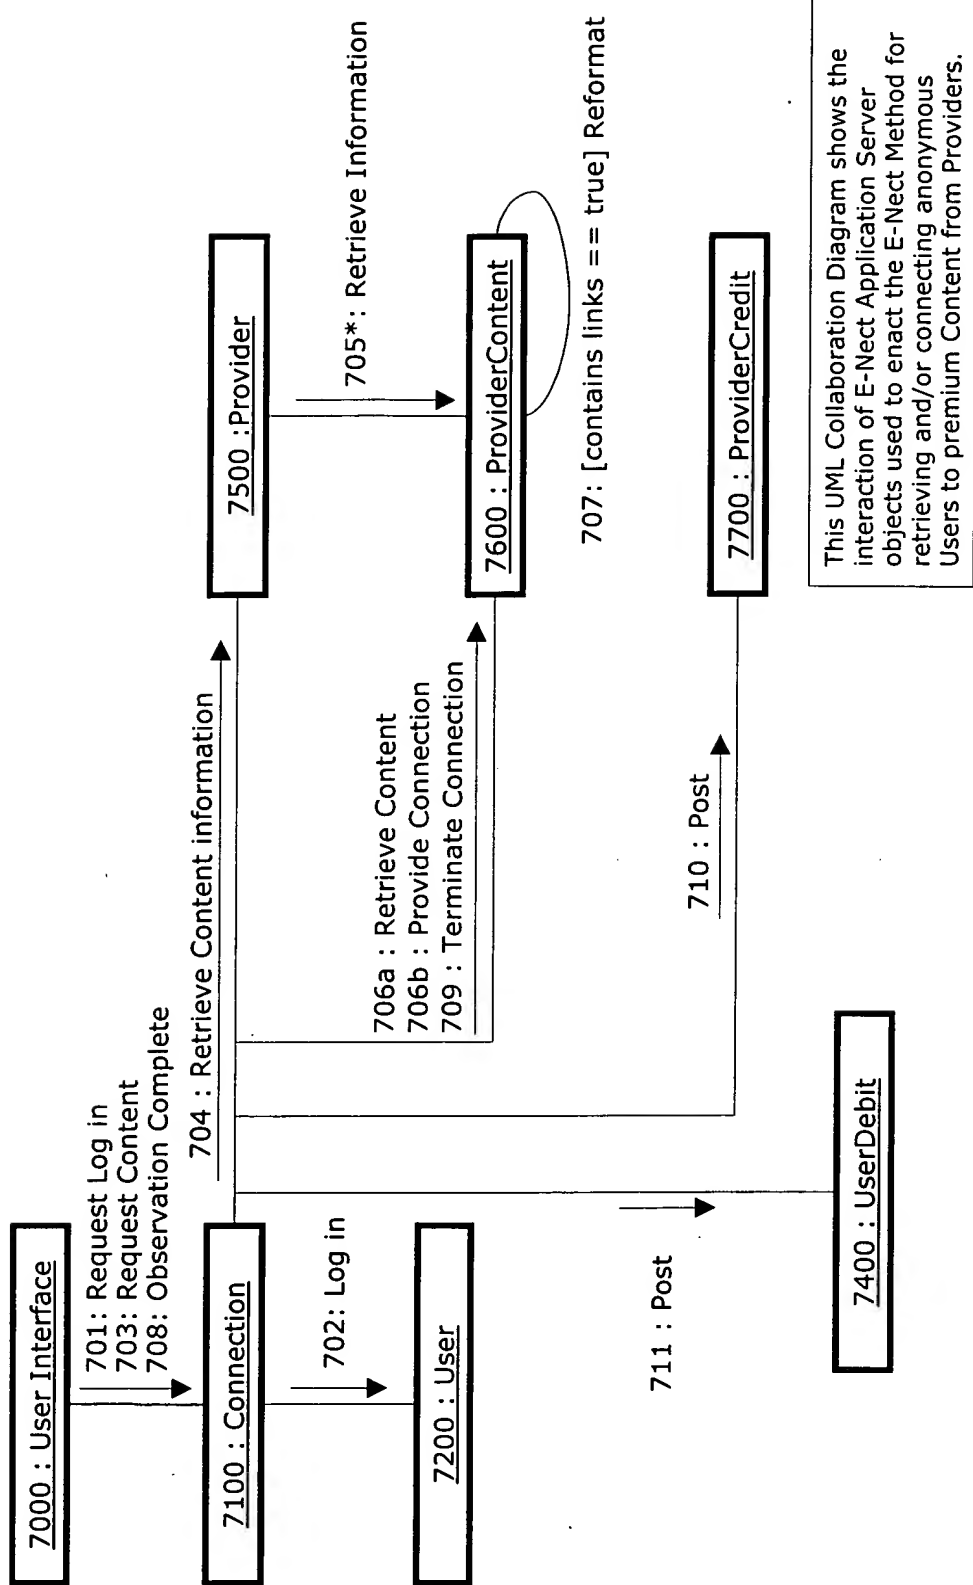 7000 : User Interface
701: Request Log in
703: Request Content
708: Observation Complete
7100 : Connection
702: Log in
7200 : User
704 : Retrieve Content information
7500 :Provider
705*: Retrieve Information
706a : Retrieve Content
706b : Provide Connection
709 : Terminate Connection
7600 : ProviderContent
707: [contains links == true] Reformat
710 : Post
7700 : ProviderCredit
711 : Post
7400 : UserDebit
This UML Collaboration Diagram shows the
interaction of E-Nect Application Server
objects used to enact the E-Nect Method for
retrieving and/or connecting anonymous
Users to premium Content from Providers.